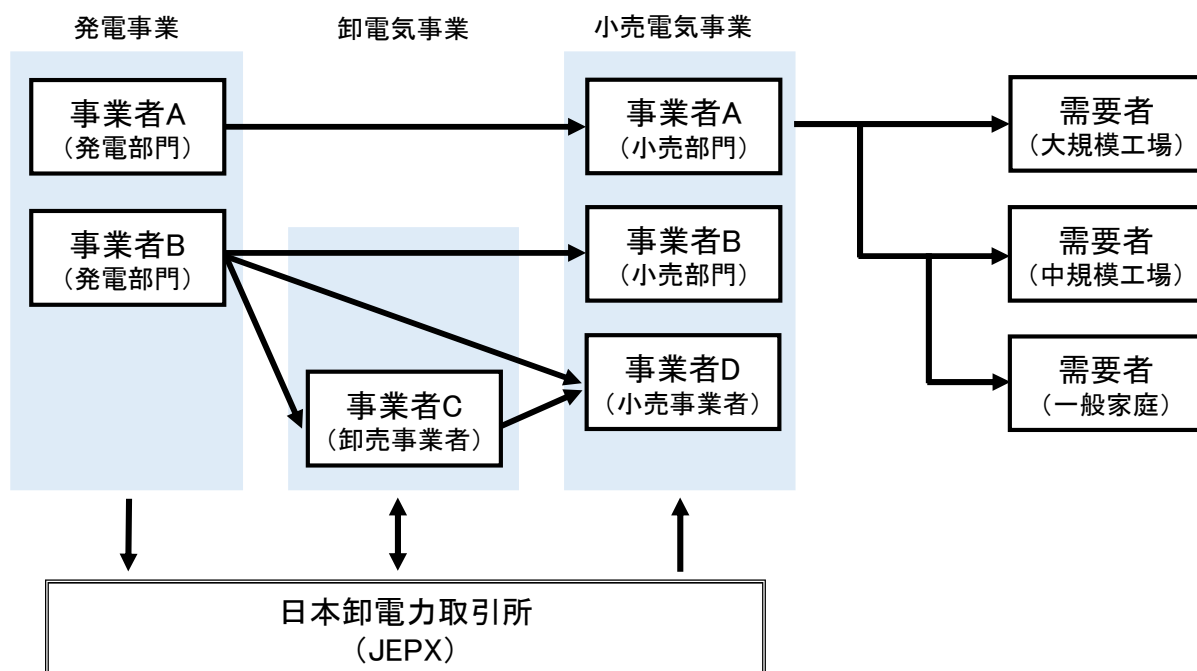 発電事業
卸電気事業
小売電気事業
事業者A
（発電部門）
事業者A
（小売部門）
需要者
（大規模工場）
事業者B
（発電部門）
事業者B
（小売部門）
需要者
（中規模工場）
事業者C
（卸売事業者）
事業者D
（小売事業者）
需要者
（一般家庭）
日本卸電力取引所
（JEPX）